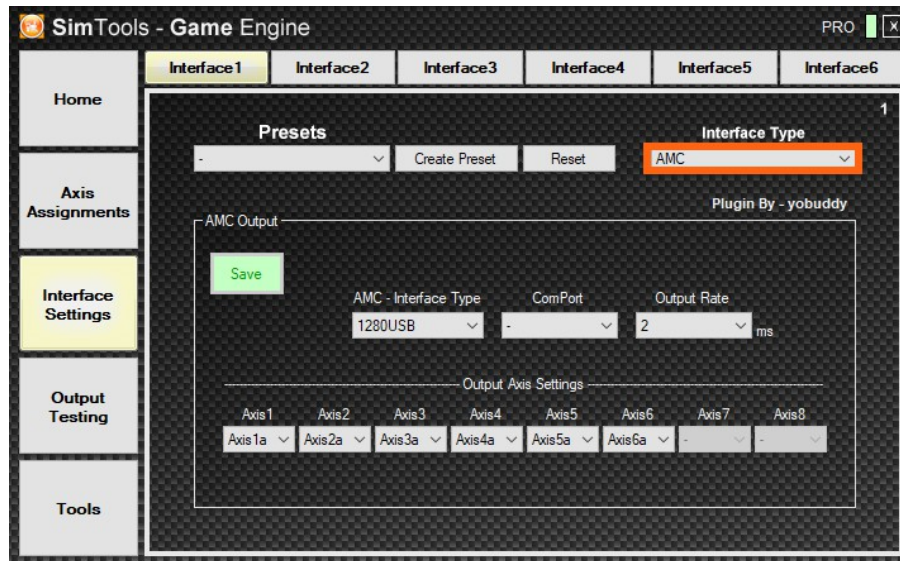 SimTools - Game Engine
PRO
X
Interface1 Interface2 Interface3 Interface4 Interface5 Interface6
Home
Axis
Assignments
Interface
Settings
Output
Testing
Tools
1
Presets
Interface Type
- Create Preset Reset AMC
Plugin By - yobuddy
AMC Output
Save
AMC - Interface Type ComPort Output Rate
1280USB - 2 ms
Output Axis Settings
Axis1 Axis2 Axis3 Axis4 Axis5 Axis6 Axis7 Axis8
Axis1a Axis2a Axis3a Axis4a Axis5a Axis6a - -